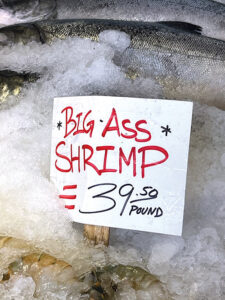 *BIG·ASS*
SHRIMP
= 39.50
POUND